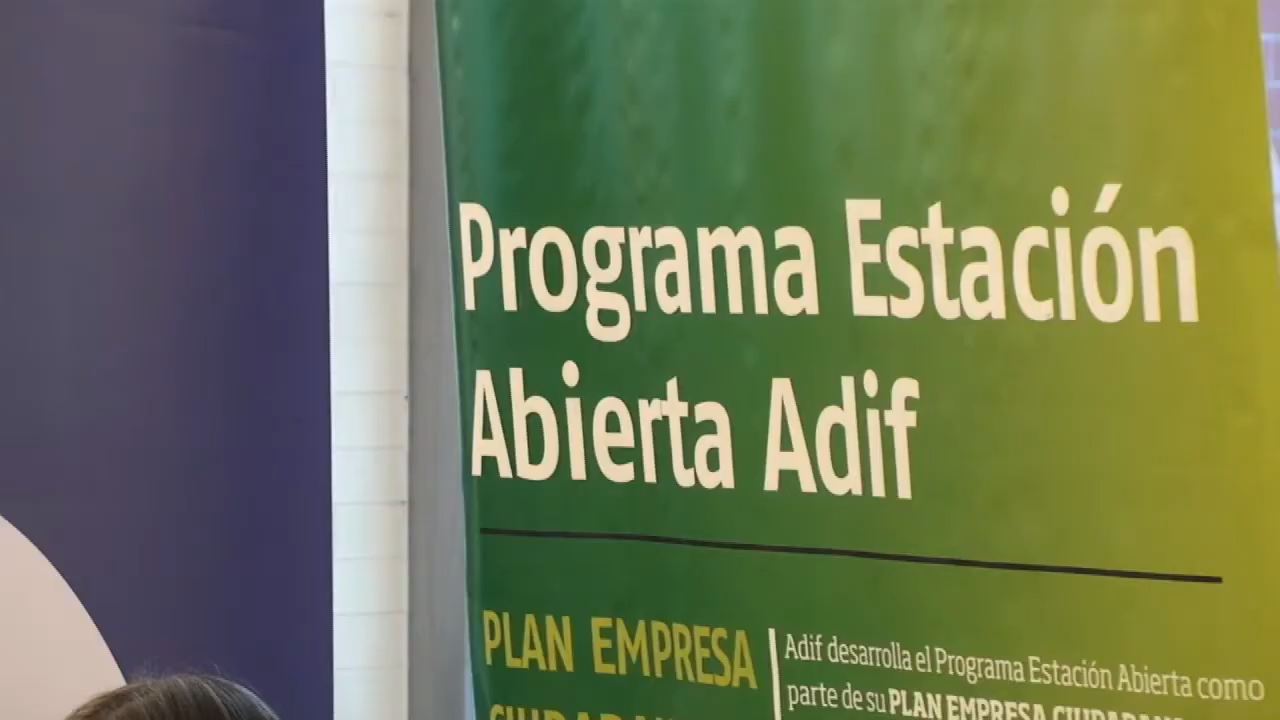 Programa Estación
Abierta Adif
PLAN EMPRESA
Adif desarrolla el Programa Estación Abierta como
parte de su PLAN EMPRESA